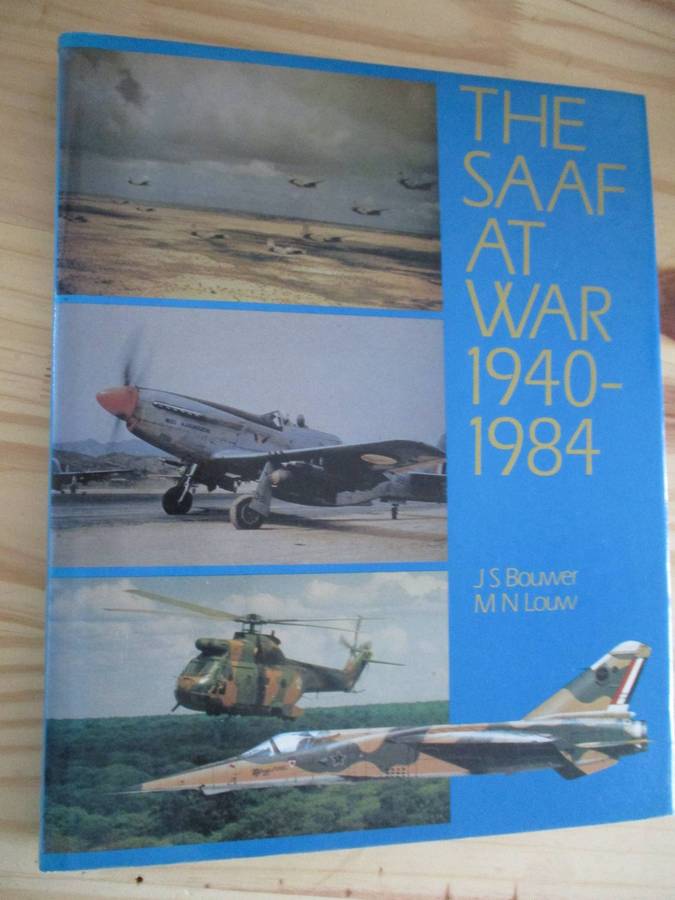 THE
SAAF
AT
WAR
1940-
1984
J S Bouwer
M N Louw